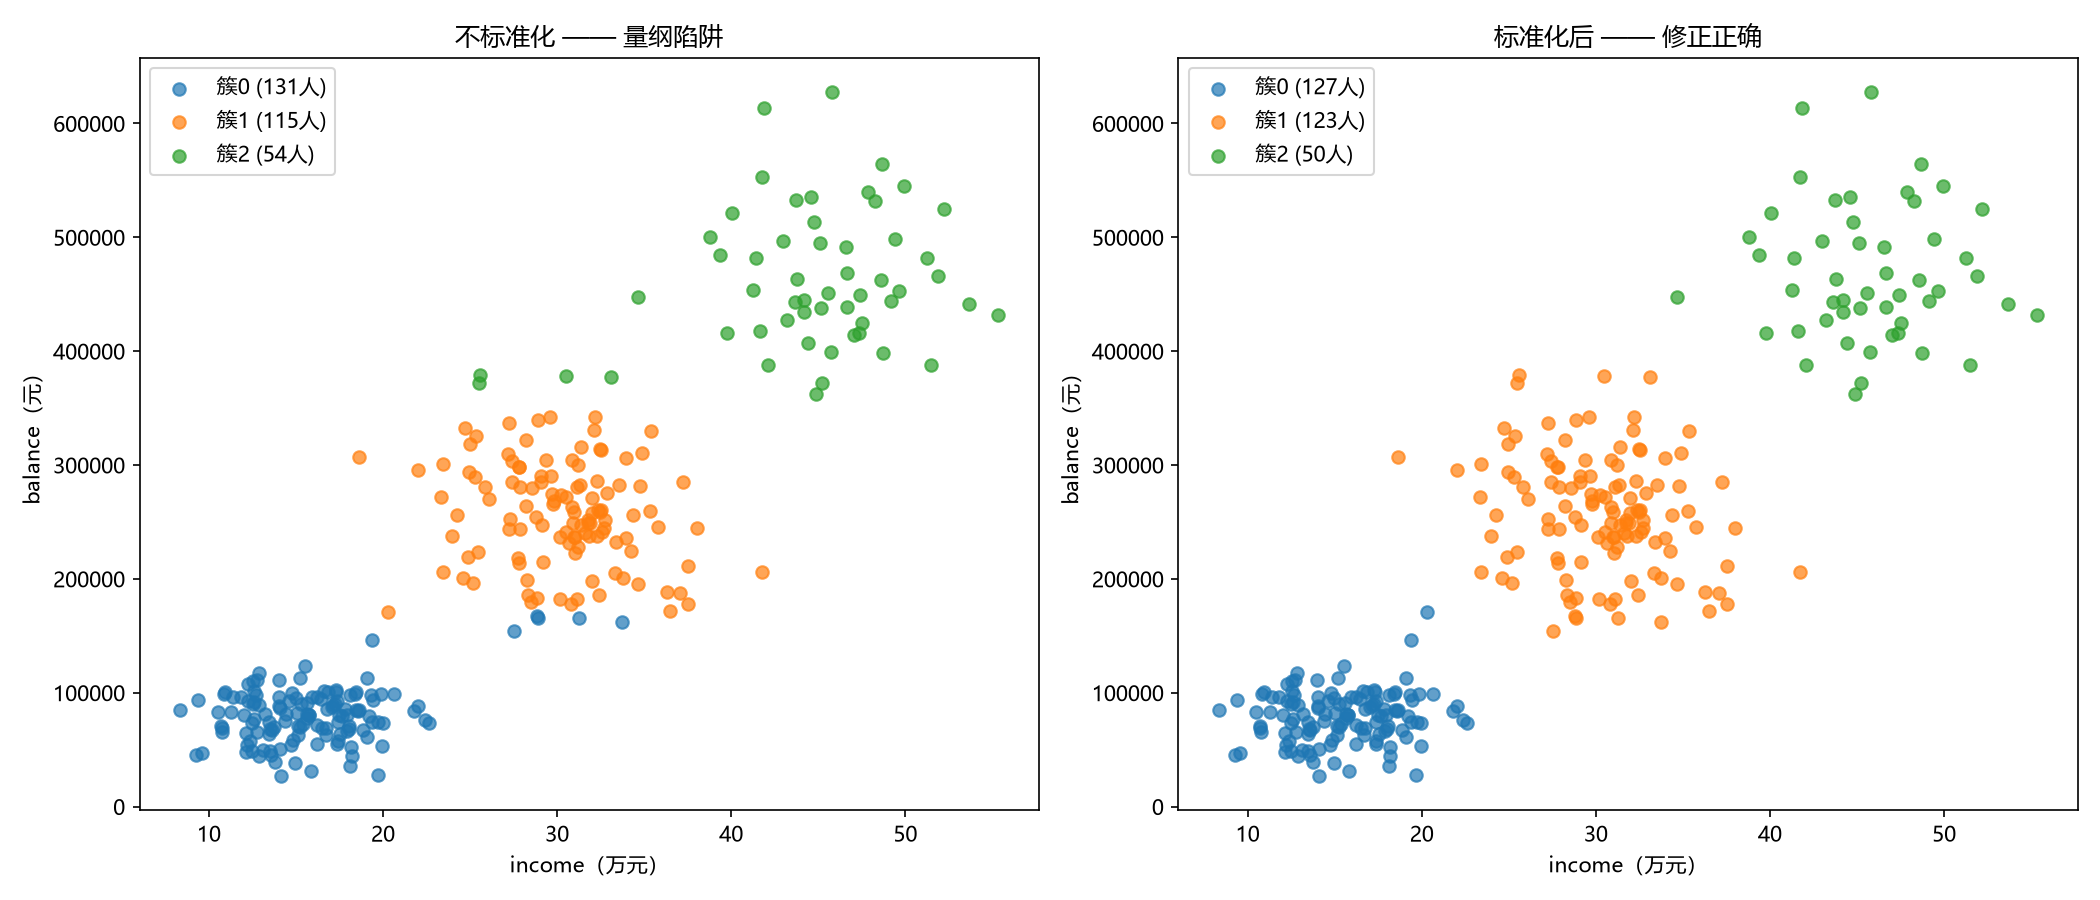 不标准化 —— 量纲陷阱
簇0 (131人)
簇1 (115人)
簇2 (54人)
600000
500000
400000
300000
200000
100000
0
balance（元）
10 20 30 40 50
income（万元）
标准化后 —— 修正正确
簇0 (127人)
簇1 (123人)
簇2 (50人)
600000
500000
400000
300000
200000
100000
0
balance（元）
10 20 30 40 50
income（万元）